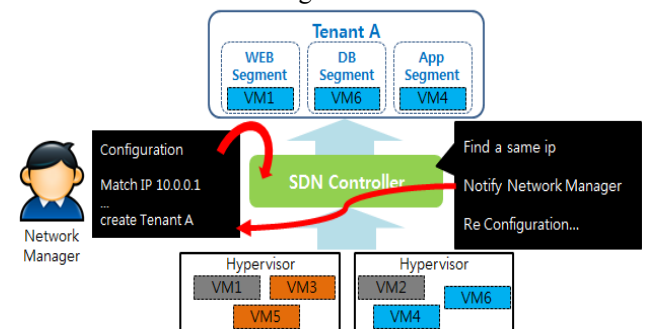 Tenant A
WEB
Segment
VM1
DB
Segment
VM6
App
Segment
VM4
Configuration
Match IP 10.0.0.1
...
create Tenant A
Network
Manager
SDN Controller
Find a same ip
Notify Network Manager
Re Configuration...
Hypervisor
VM1
VM3
VM5
Hypervisor
VM2
VM6
VM4